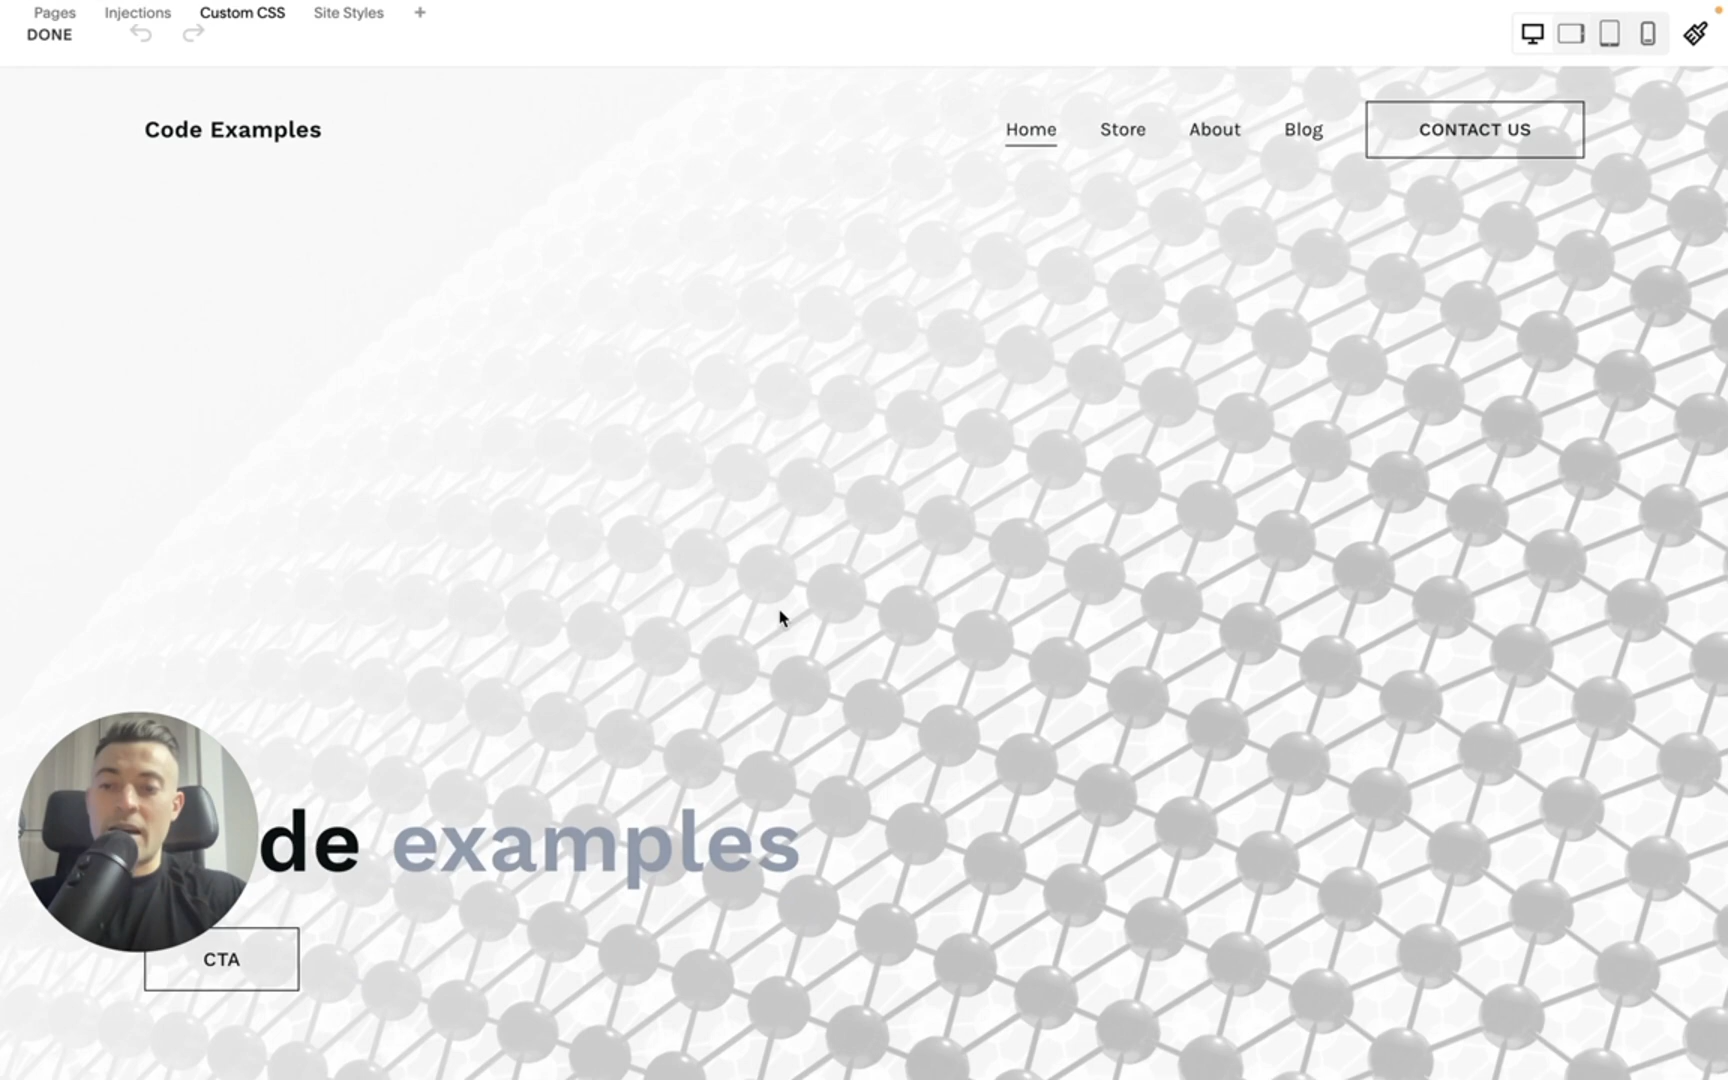 Pages Injections Custom CSS Site Styles +
DONE
Code Examples
Home Store About Blog CONTACT US
de examples
CTA